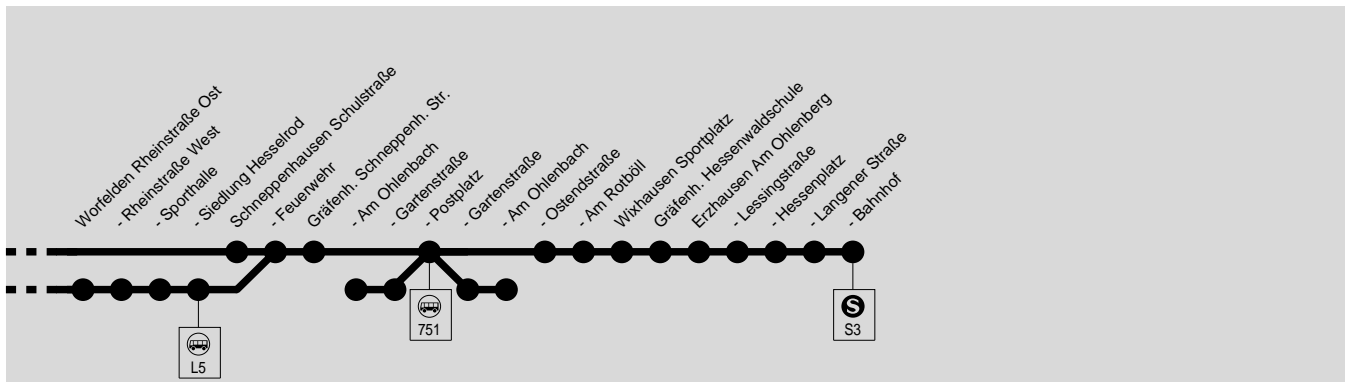 Worfelden Rheinstraße Ost
- Rheinstraße West
- Sporthalle
- Siedlung Hesselrod
Schneppenhausen Schulstraße
- Feuerwehr
Gräfenh. Schneppenh. Str.
- Am Ohlenbach
- Gartenstraße
- Postplatz
- Gartenstraße
- Am Ohlenbach
- Ostendstraße
- Am Rotböll
Wixhausen Sportplatz
Gräfenh. Hessenwaldschule
Erzhausen Am Ohlenberg
- Lessingstraße
- Hessenplatz
- Langener Straße
- Bahnhof
L5
751
S
S3